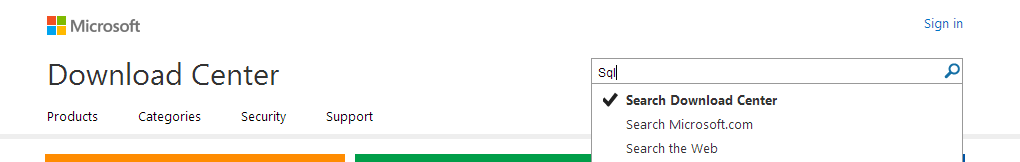 Microsoft
Sign in
Download Center
Sql
Products Categories Security Support
Search Download Center
Search Microsoft.com
Search the Web